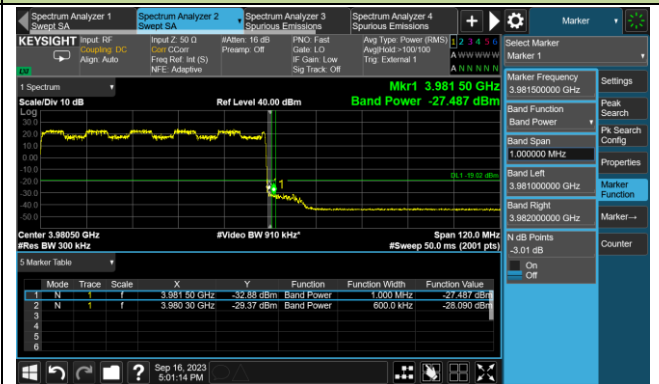 Spectrum Analyzer 1
Swept SA
Spectrum Analyzer 2
Swept SA
Spectrum Analyzer 3
Spurious Emissions
Spectrum Analyzer 4
Spurious Emissions
Marker
KEYSIGHT
Input: RF
Coupling: DC
Align: Auto
Input Z: 50 Ω
Corr CCorr
Freq Ref: Int (S)
NFE: Adaptive
#Atten: 16 dB
Preamp: Off
PNO: Fast
Gate: LO
IF Gain: Low
Sig Track: Off
Avg Type: Power (RMS)
Avg|Hold:>100/100
Trig: External 1
1 2 3 4 5 6
A W W W W W
A N N N N N
Select Marker
Marker 1
1 Spectrum
Scale/Div 10 dB
Log
Ref Level 40.00 dBm
Mkr1 3.981 50 GHz
Band Power -27.487 dBm
30.0
20.0
10.0
0.00
-10.0
-20.0
-30.0
-40.0
-50.0
1
DL1 -19.02 dBm
Center 3.98050 GHz
#Res BW 300 kHz
#Video BW 910 kHz*
Span 120.0 MHz
#Sweep 50.0 ms (2001 pts)
5 Marker Table
Mode Trace Scale X Y Function Function Width Function Value
1 N 1 f 3.981 50 GHz -32.88 dBm Band Power 1.000 MHz -27.487 dBm
2 N 1 f 3.980 30 GHz -29.37 dBm Band Power 600.0 kHz -28.090 dBm
3
4
5
6
Marker Frequency
3.981500000 GHz
Band Function
Band Power
Band Span
1.000000 MHz
Band Left
3.981000000 GHz
Band Right
3.982000000 GHz
N dB Points
-3.01 dB
On
Off
Settings
Peak
Search
Pk Search
Config
Properties
Marker
Function
Marker→
Counter
Sep 16, 2023
5:01:14 PM